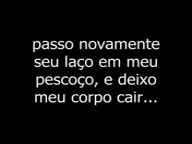 passo novamente
seu laço em meu
pescoço, e deixo
meu corpo cair...